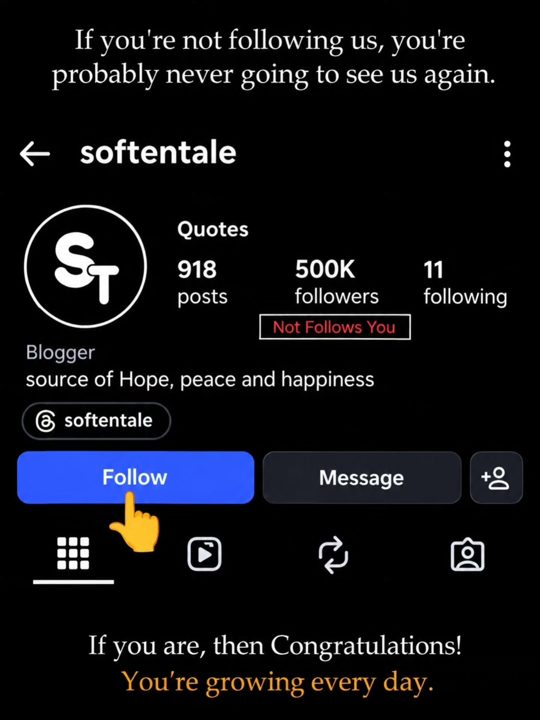 If you're not following us, you're
probably never going to see us again.
softentale
ST
Quotes
918 500K 11
posts followers following
Not Follows You
Blogger
source of Hope, peace and happiness
softentale
Follow Message
If you are, then Congratulations!
You're growing every day.